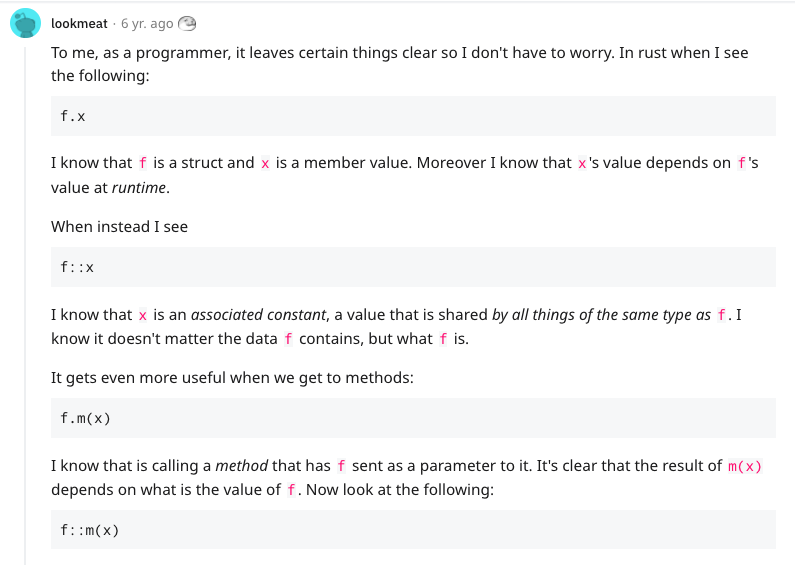 lookmeat · 6 yr. ago
To me, as a programmer, it leaves certain things clear so I don't have to worry. In rust when I see
the following:
f.x
I know that f is a struct and x is a member value. Moreover I know that x's value depends on f's
value at runtime.
When instead I see
f::x
I know that x is an associated constant, a value that is shared by all things of the same type as f. I
know it doesn't matter the data f contains, but what f is.
It gets even more useful when we get to methods:
f.m(x)
I know that is calling a method that has f sent as a parameter to it. It's clear that the result of m(x)
depends on what is the value of f. Now look at the following:
f::m(x)